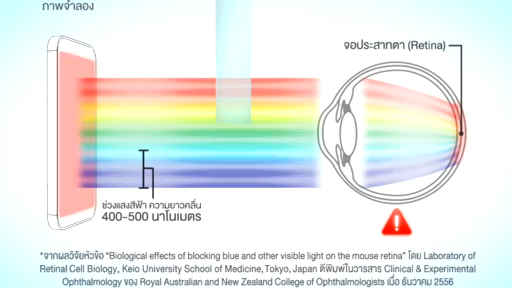 ภาพจำลอง
จอประสาทตา (Retina)
ช่วงแสงสีฟ้า ความยาวคลื่น
400-500 นาโนเมตร
*จากผลวิจัยหัวข้อ "Biological effects of blocking blue and other visible light on the mouse retina" โดย Laboratory of
Retinal Cell Biology, Keio University School of Medicine, Tokyo, Japan ตีพิมพ์ในวารสาร Clinical & Experimental
Ophthalmology ของ Royal Australian and New Zealand College of Ophthalmologists เมื่อ ธันวาคม 2556